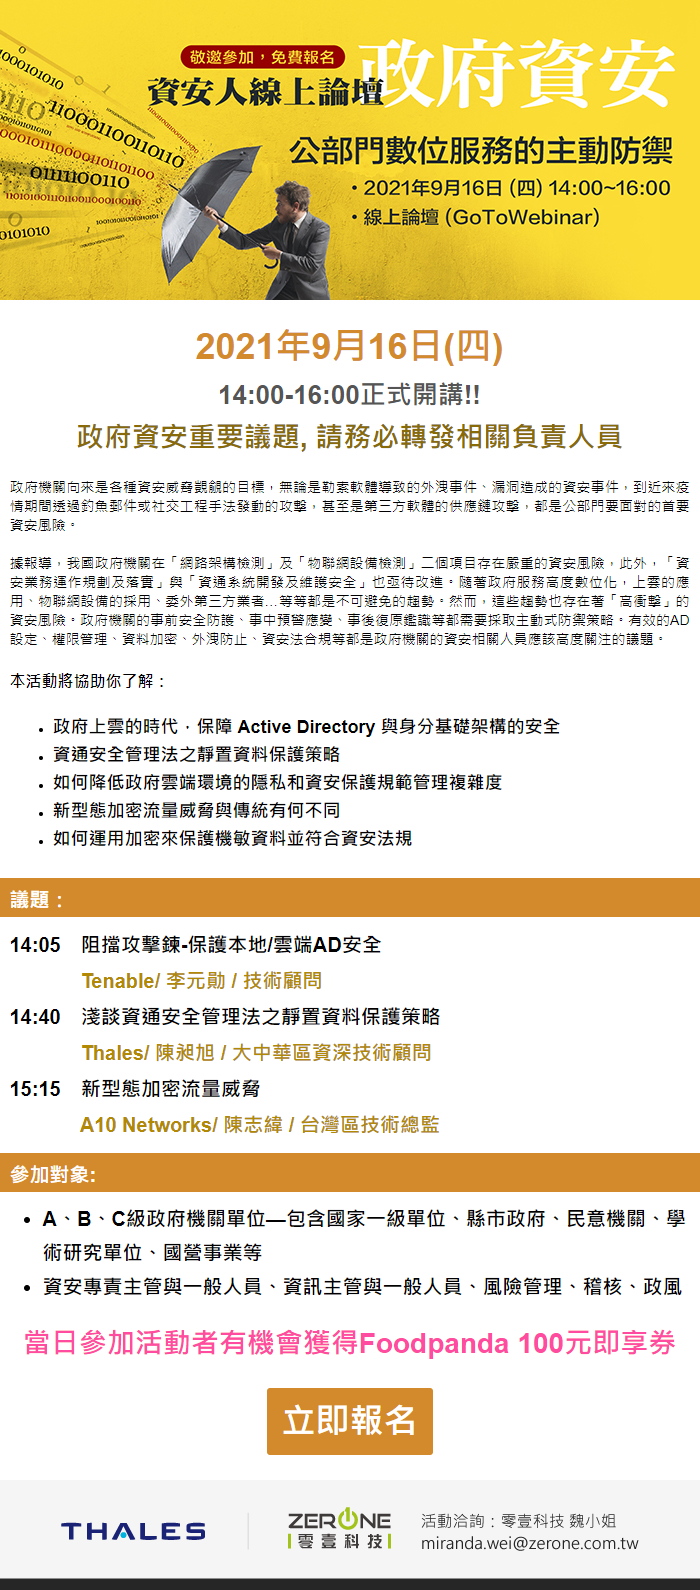 敬邀參加，免費報名
資安人線上論壇 政府資安
公部門數位服務的主動防禦
・2021年9月16日 (四) 14:00~16:00
・線上論壇 (GoToWebinar)
2021年9月16日(四)
14:00-16:00正式開講!!
政府資安重要議題, 請務必轉發相關負責人員
政府機關向來是各種資安威脅覬覦的目標，無論是勒索軟體導致的外洩事件、漏洞造成的資安事件，到近來疫
情期間透過釣魚郵件或社交工程手法發動的攻擊，甚至是第三方軟體的供應鏈攻擊，都是公部門要面對的首要
資安風險。
據報導，我國政府機關在「網路架構檢測」及「物聯網設備檢測」二個項目存在嚴重的資安風險，此外，「資
安業務運作規劃及落實」與「資通系統開發及維護安全」也亟待改進。隨著政府服務高度數位化，上雲的應
用、物聯網設備的採用、委外第三方業者...等等都是不可避免的趨勢。然而，這些趨勢也存在著「高衝擊」的
資安風險。政府機關的事前安全防護、事中預警應變、事後復原鑑識等都需要採取主動式防禦策略。有效的AD
設定、權限管理、資料加密、外洩防止、資安法合規等都是政府機關的資安相關人員應該高度關注的議題。
本活動將協助你了解：
• 政府上雲的時代，保障 Active Directory 與身分基礎架構的安全
• 資通安全管理法之靜置資料保護策略
• 如何降低政府雲端環境的隱私和資安保護規範管理複雜度
• 新型態加密流量威脅與傳統有何不同
• 如何運用加密來保護機敏資料並符合資安法規
議題：
14:05 阻擋攻擊鍊-保護本地/雲端AD安全
Tenable/ 李元勛 / 技術顧問
14:40 淺談資通安全管理法之靜置資料保護策略
Thales/ 陳昶旭 / 大中華區資深技術顧問
15:15 新型態加密流量威脅
A10 Networks/ 陳志緯 / 台灣區技術總監
參加對象:
• A、B、C級政府機關單位—包含國家一級單位、縣市政府、民意機關、學
術研究單位、國營事業等
• 資安專責主管與一般人員、資訊主管與一般人員、風險管理、稽核、政風
當日參加活動者有機會獲得Foodpanda 100元即享券
立即報名
THALES
ZERONE
零壹科技
活動洽詢：零壹科技 魏小姐
miranda.wei@zerone.com.tw